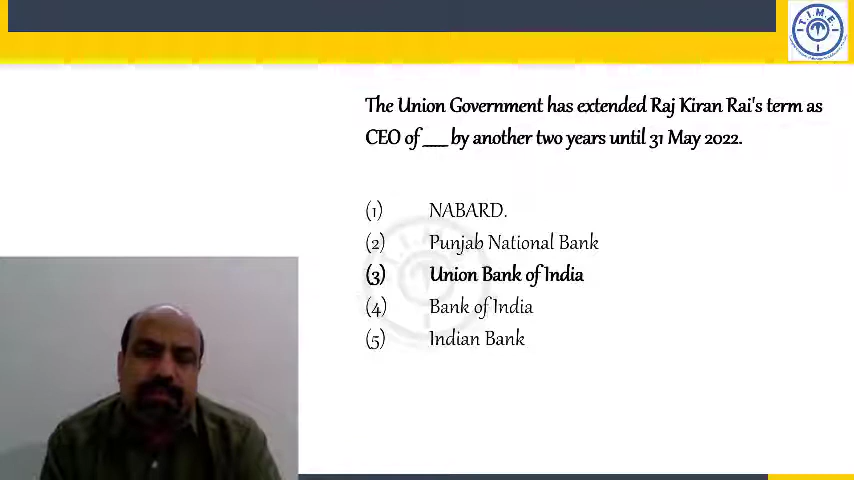 T.I.M.E.
The Union Government has extended Raj Kiran Rai's term as
CEO of ___ by another two years until 31 May 2022.
(1) NABARD.
(2) Punjab National Bank
(3) Union Bank of India
(4) Bank of India
(5) Indian Bank